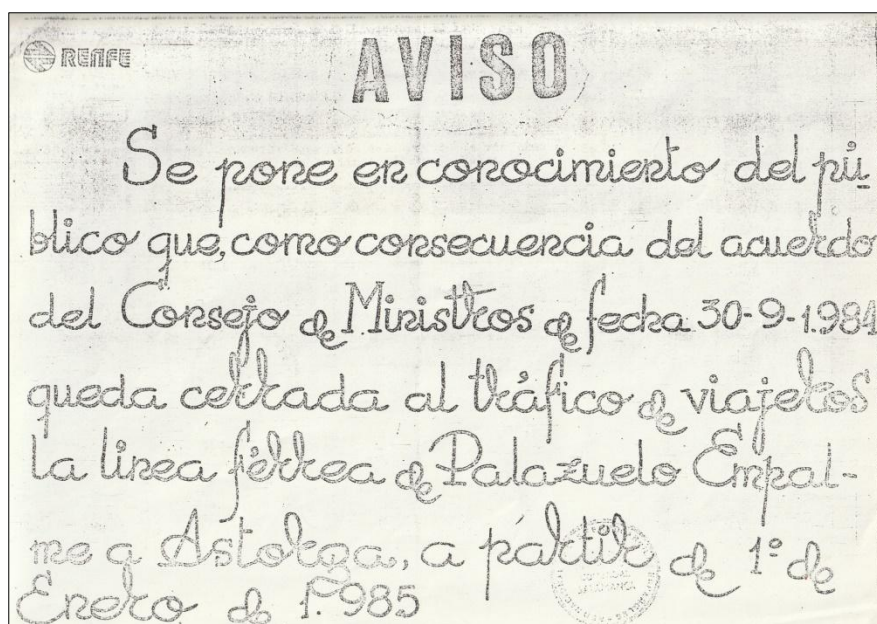 RENFE
AVISO
Se pone en conocimiento del pú-
blico que, como consecuencia del acuerdo
del Consejo de Ministros de fecha 30-9-1.984
queda cerrada al tráfico de viajeros
la línea férrea de Palazuelo Empal-
me a Astorga, a partir de 1º de
Enero de 1.985